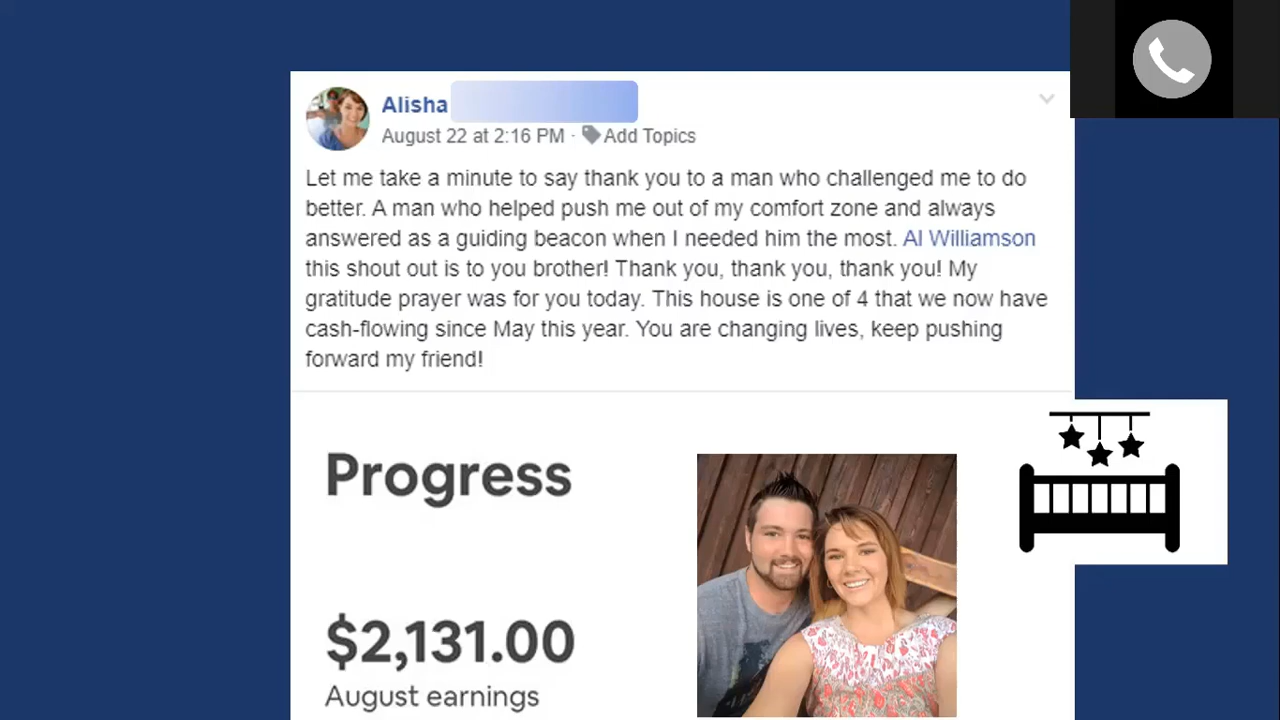 Alisha
August 22 at 2:16 PM · Add Topics
Let me take a minute to say thank you to a man who challenged me to do
better. A man who helped push me out of my comfort zone and always
answered as a guiding beacon when I needed him the most. Al Williamson
this shout out is to you brother! Thank you, thank you, thank you! My
gratitude prayer was for you today. This house is one of 4 that we now have
cash-flowing since May this year. You are changing lives, keep pushing
forward my friend!
Progress
$2,131.00
August earnings